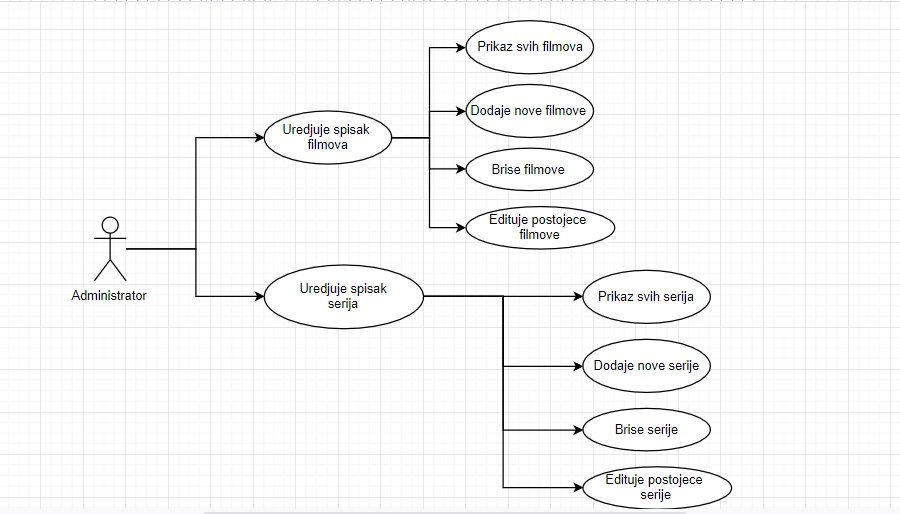 Prikaz svih filmova
Dodaje nove filmove
Uredjuje spisak
filmova
Brise filmove
Edituje postojece
filmove
Administrator
Uredjuje spisak
serija
Prikaz svih serija
Dodaje nove serije
Brise serije
Edituje postojece
serije